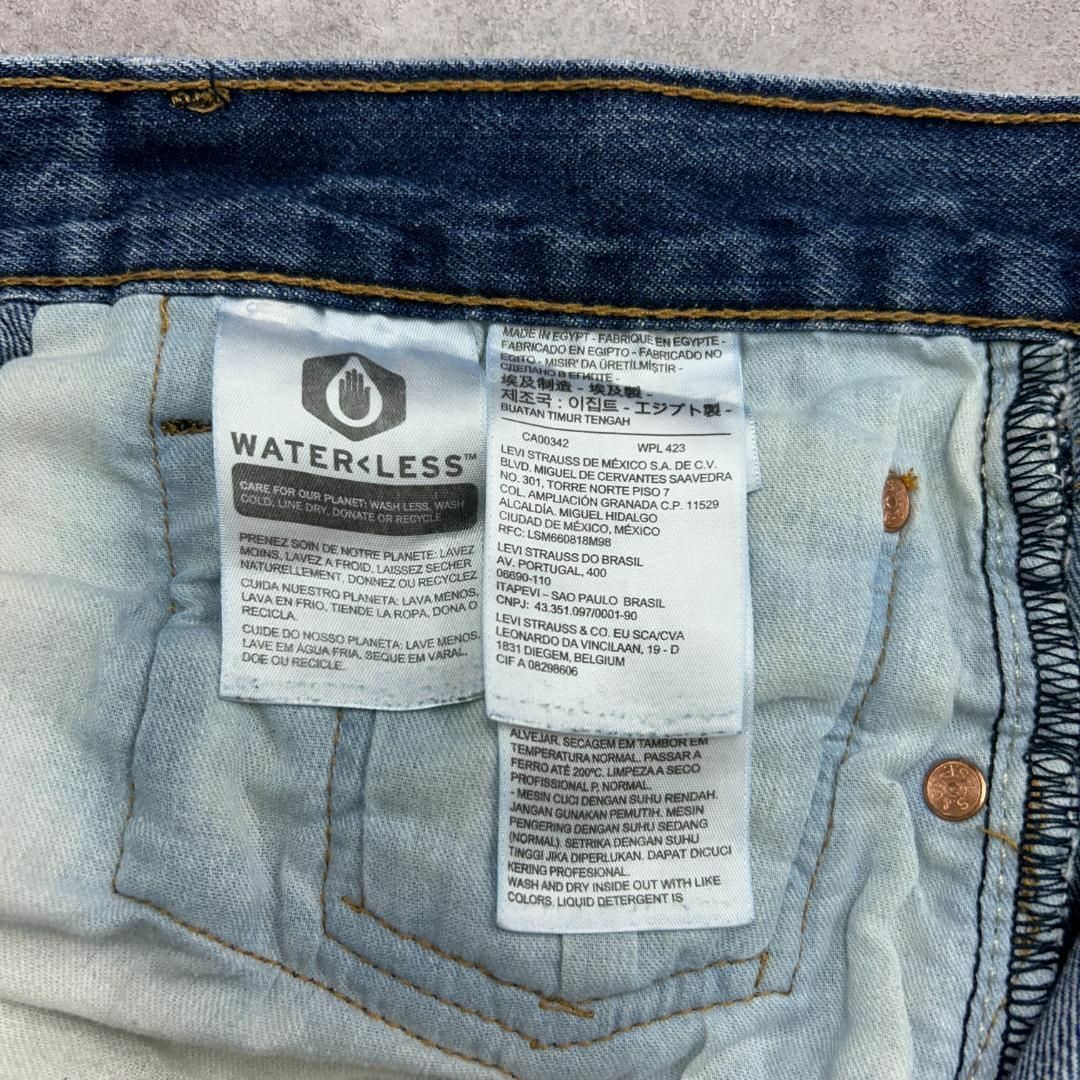 WATER<LESS™
CARE FOR OUR PLANET: WASH LESS, WASH
COLD, LINE DRY, DONATE OR RECYCLE
PRENEZ SOIN DE NOTRE PLANETE: LAVEZ
MOINS, LAVEZ A FROID, LAISSEZ SECHER
NATURELLEMENT, DONNEZ OU RECYCLEZ
CUIDA NUESTRO PLANETA: LAVA MENOS,
LAVA EN FRIO, TIENDE LA ROPA, DONA O
RECICLA.
CUIDE DO NOSSO PLANETA: LAVE MENOS,
LAVE EM ÁGUA FRIA, SEQUE EM VARAL,
DOE OU RECICLE.
MADE IN EGYPT - FABRIQUE EN EGYPTE -
FABRICADO EN EGIPTO - FABRICADO NO
EGITO - MISIR' DA ÜRETİLMİŞTİR -
СДЕЛАНО В ЕГИПТЕ -
埃及制造 - 埃及製 -
제조국 : 이집트 - エジプト製 -
BUATAN TIMUR TENGAH
CA00342 WPL 423
LEVI STRAUSS DE MÉXICO S.A. DE C.V.
BLVD. MIGUEL DE CERVANTES SAAVEDRA
NO. 301, TORRE NORTE PISO 7
COL. AMPLIACIÓN GRANADA C.P. 11529
ALCALDÍA. MIGUEL HIDALGO
CIUDAD DE MÉXICO, MÉXICO
RFC: LSM660818M98
LEVI STRAUSS DO BRASIL
AV. PORTUGAL, 400
06690-110
ITAPEVI – SAO PAULO BRASIL
CNPJ: 43.351.097/0001-90
LEVI STRAUSS & CO. EU SCA/CVA
LEONARDO DA VINCILAAN, 19 - D
1831 DIEGEM, BELGIUM
CIF A 08298606
ALVEJAR. SECAGEM EM TAMBOR EM
TEMPERATURA NORMAL. PASSAR A
FERRO ATÉ 200ºC. LIMPEZA A SECO
PROFISSIONAL P, NORMAL.
- MESIN CUCI DENGAN SUHU RENDAH.
JANGAN GUNAKAN PEMUTIH. MESIN
PENGERING DENGAN SUHU SEDANG
(NORMAL). SETRIKA DENGAN SUHU
TINGGI JIKA DIPERLUKAN. DAPAT DICUCI
KERING PROFESIONAL.
WASH AND DRY INSIDE OUT WITH LIKE
COLORS. LIQUID DETERGENT IS